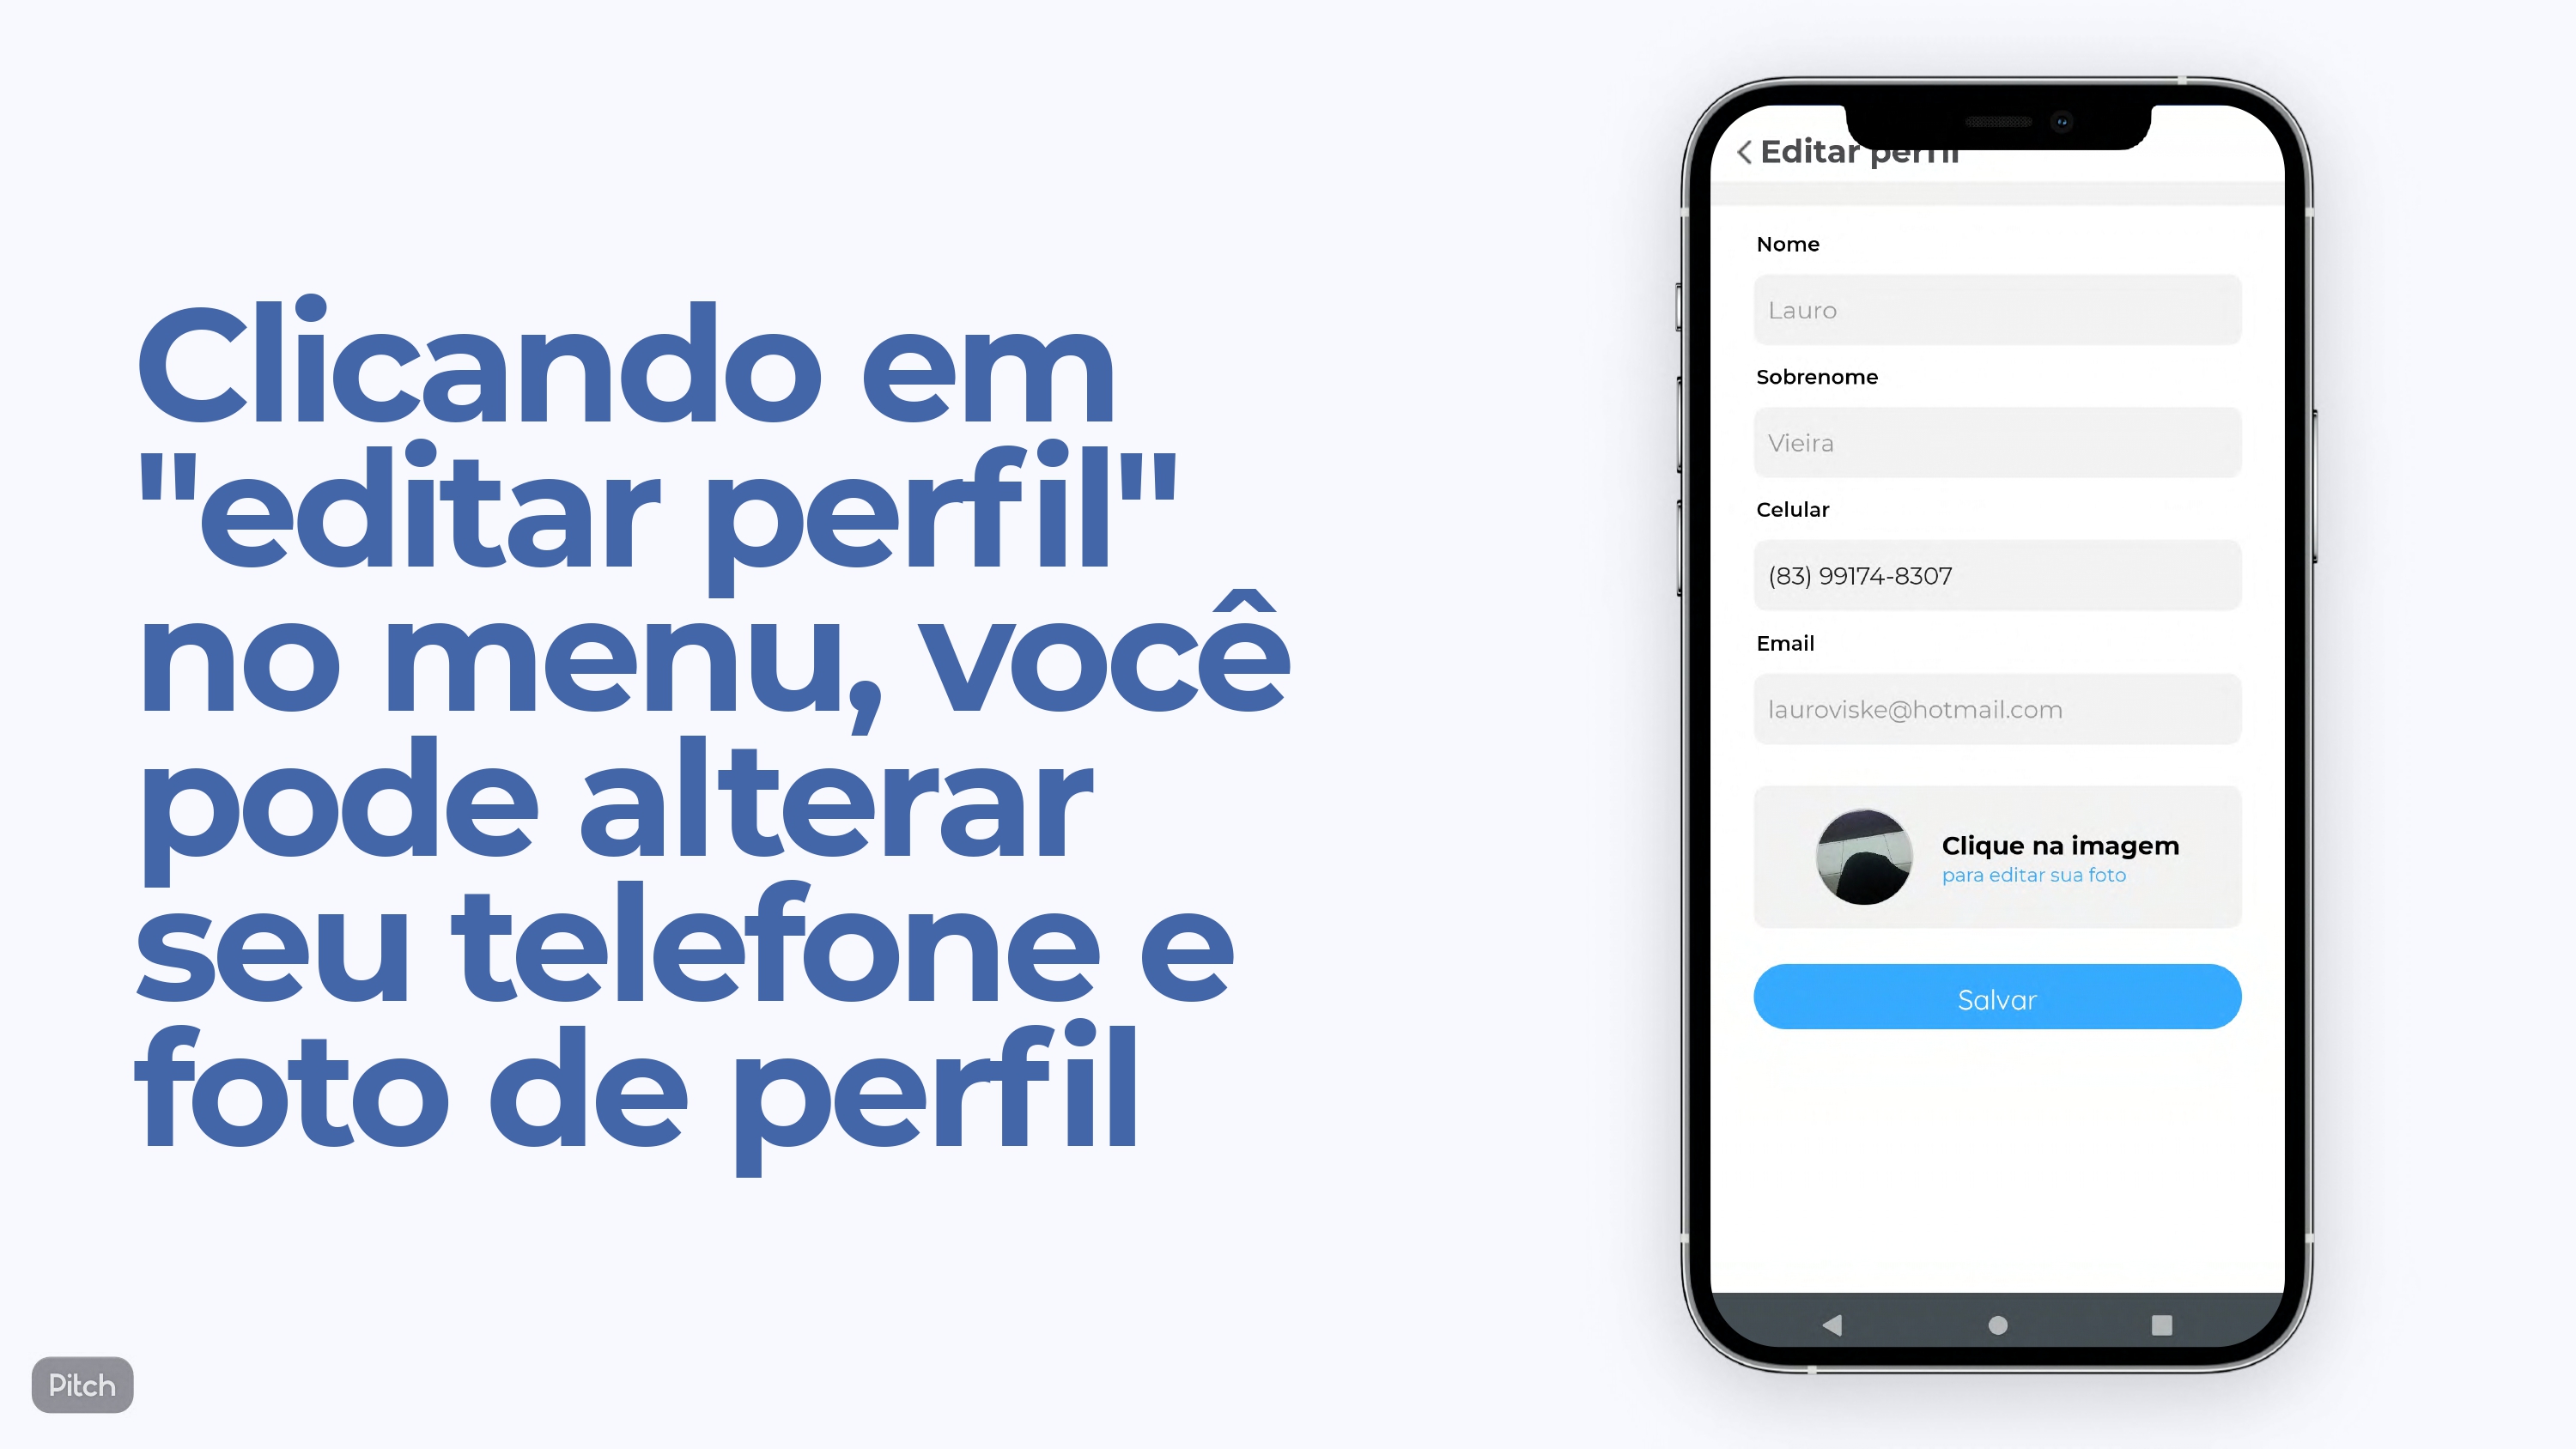 Clicando em
"editar perfil"
no menu, você
pode alterar
seu telefone e
foto de perfil
Editar perfil
Nome
Lauro
Sobrenome
Vieira
Celular
(83) 99174-8307
Email
lauroviske@hotmail.com
Clique na imagem
para editar sua foto
Salvar
Pitch